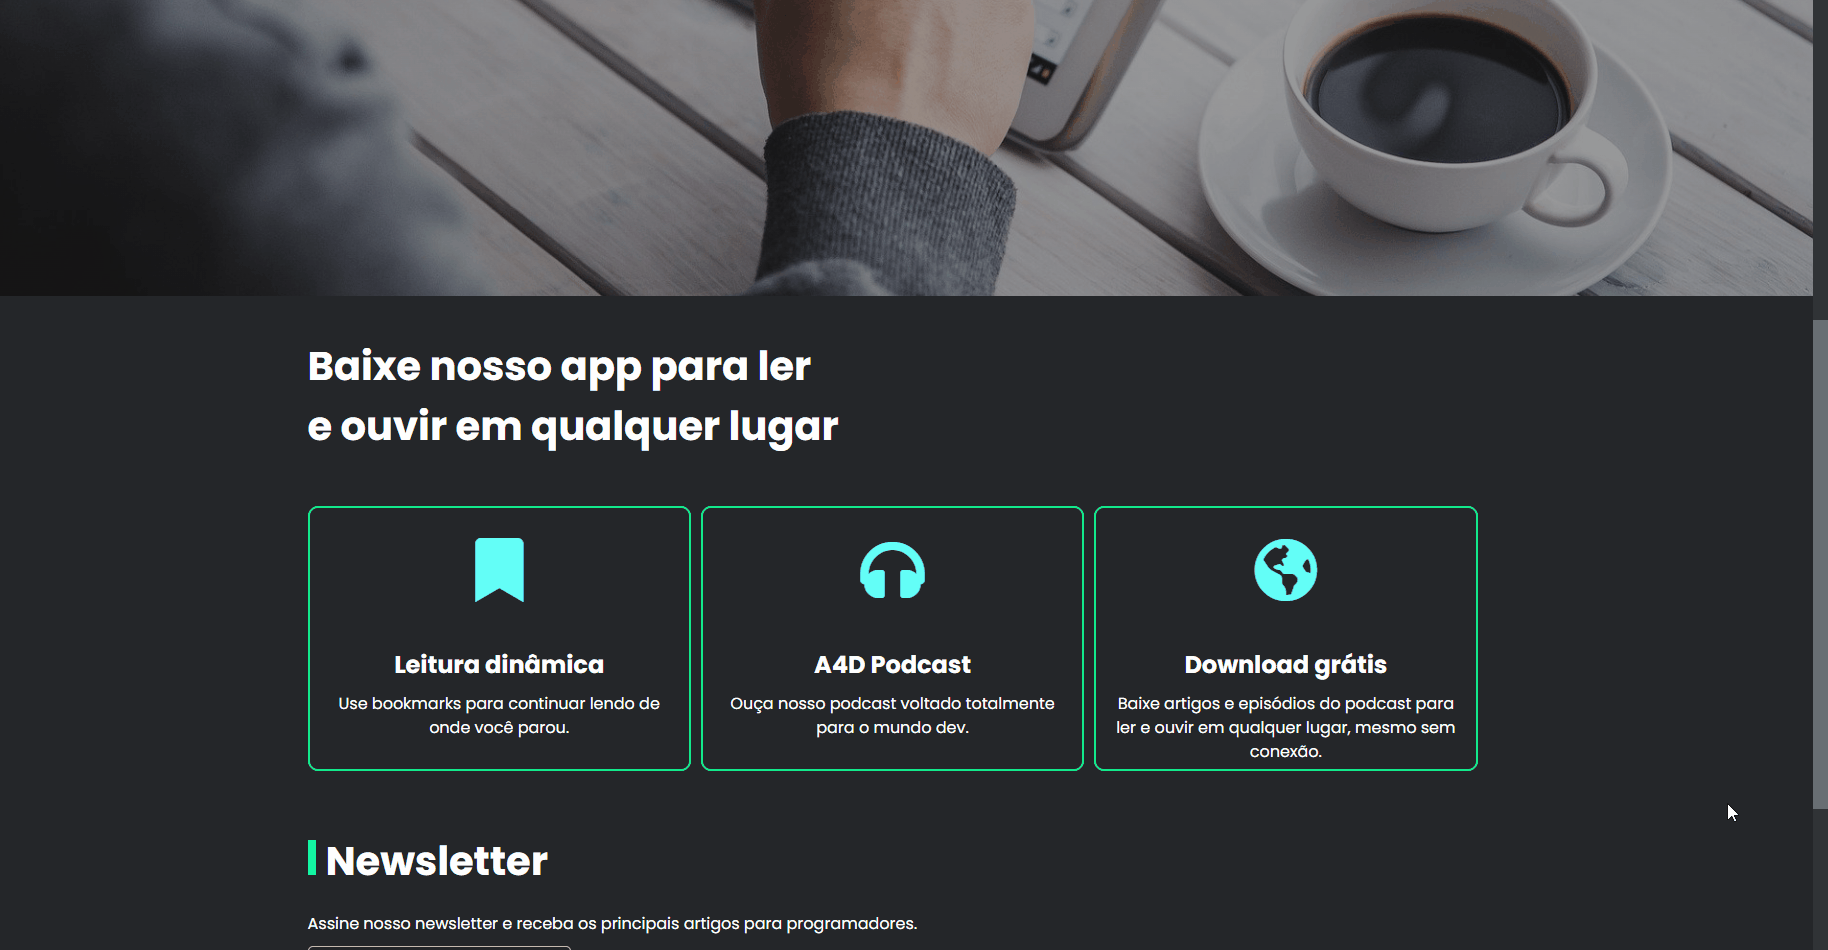 Baixe nosso app para ler
e ouvir em qualquer lugar
Leitura dinâmica
Use bookmarks para continuar lendo de
onde você parou.
A4D Podcast
Ouça nosso podcast voltado totalmente
para o mundo dev.
Download grátis
Baixe artigos e episódios do podcast para
ler e ouvir em qualquer lugar, mesmo sem
conexão.
Newsletter
Assine nosso newsletter e receba os principais artigos para programadores.